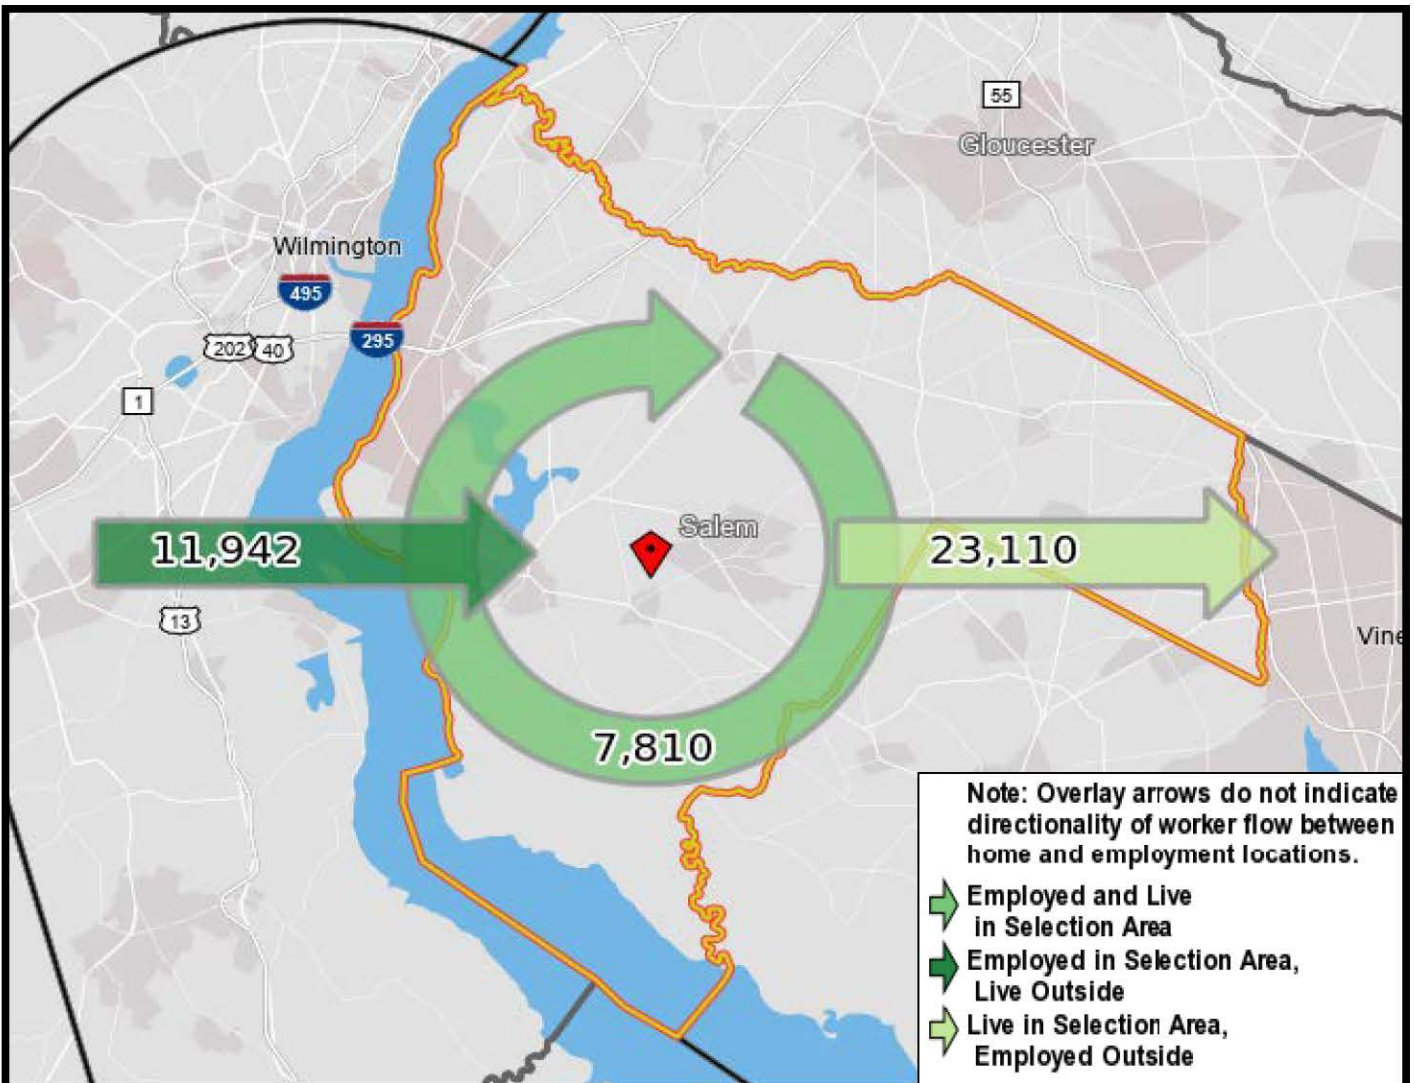 55
Gloucester
Wilmington
495
295
202
40
1
11,942
Salem
23,110
13
Vine
7,810
Note: Overlay arrows do not indicate
directionality of worker flow between
home and employment locations.
Employed and Live
in Selection Area
Employed in Selection Area,
Live Outside
Live in Selection Area,
Employed Outside